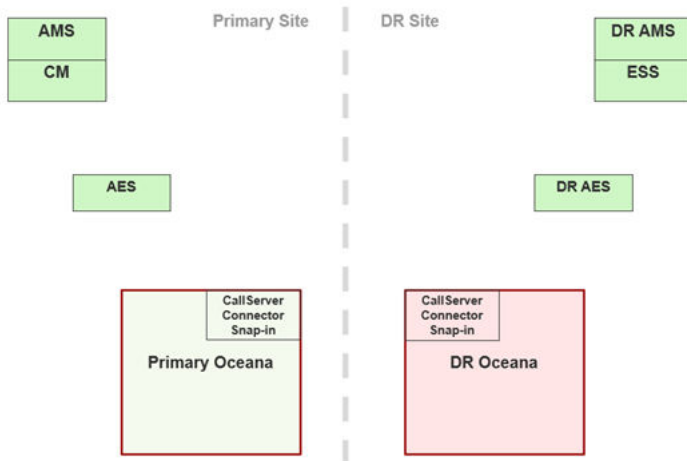 Primary Site
DR Site
AMS
CM
DR AMS
ESS
AES
DR AES
CallServer
Connector
Snap-in
Primary Oceana
CallServer
Connector
Snap-in
DR Oceana